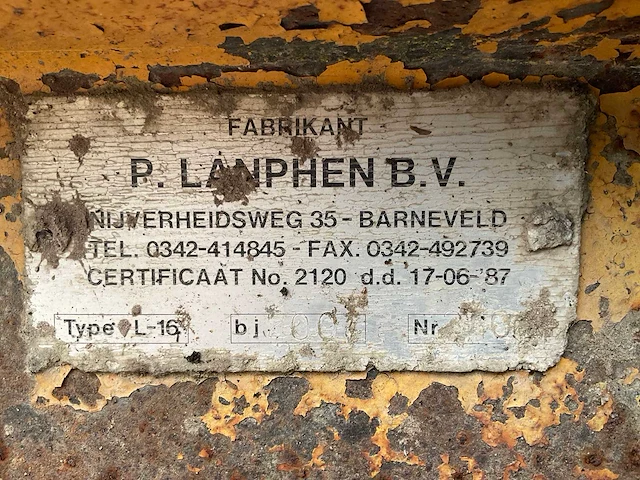 FABRIKANT
P. LANPHEN B.V.
NIJVERHEIDSWEG 35 - BARNEVELD
TEL. 0342-414845 - FAX. 0342-492739
CERTIFICAAT No. 2120 d.d. 17-06-'87
Type L-16 bj Nr